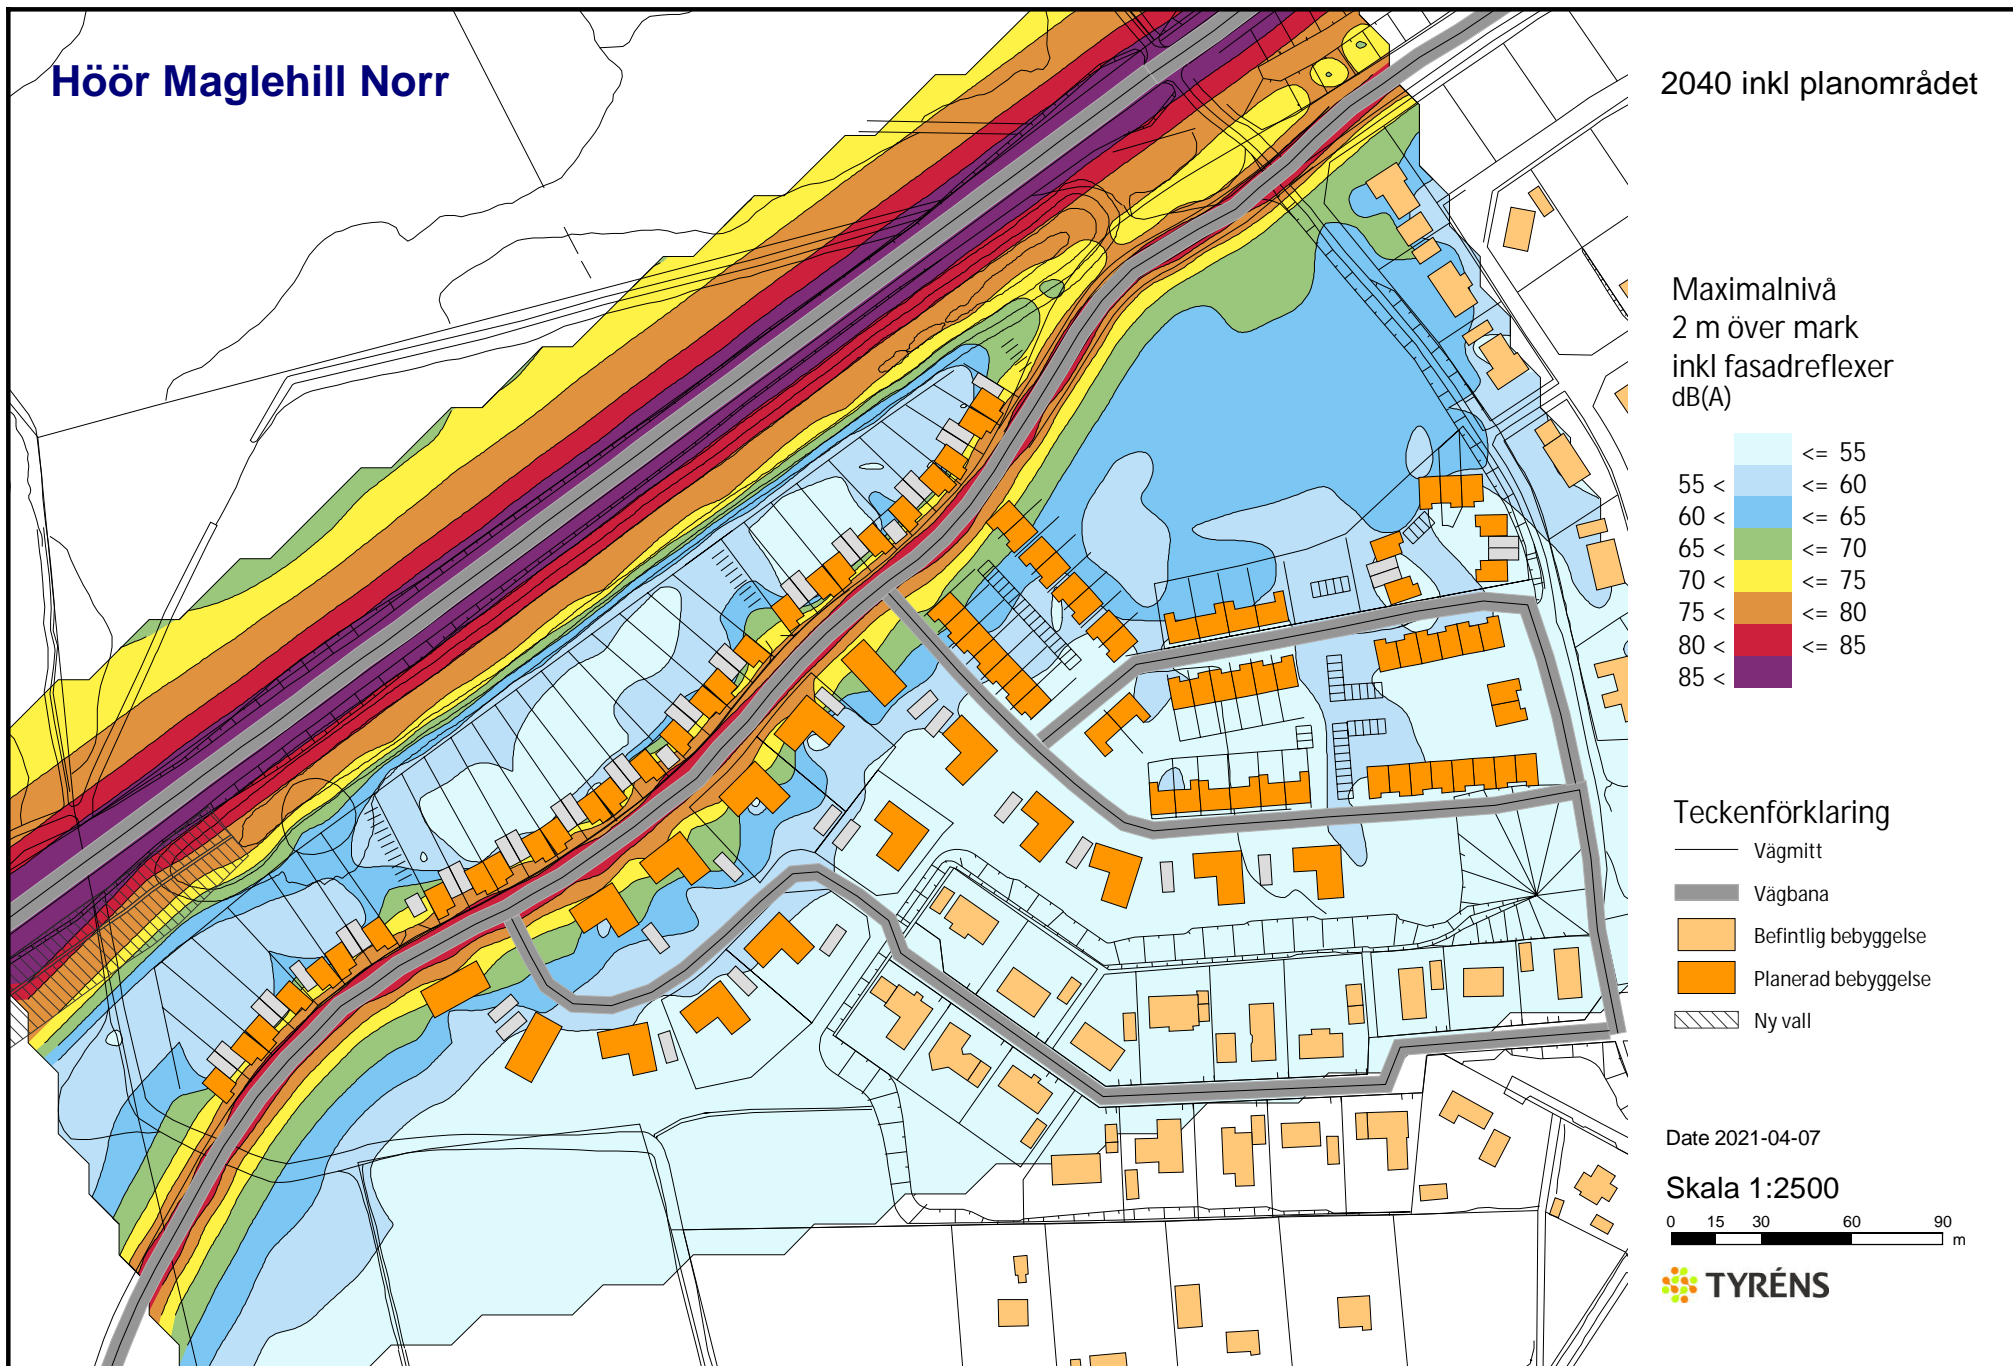 Höör Maglehill Norr
2040 inkl planområdet
Maximalnivå
2 m över mark
inkl fasadreflexer
dB(A)
<= 55
55 < <= 60
60 < <= 65
65 < <= 70
70 < <= 75
75 < <= 80
80 < <= 85
85 <
Teckenförklaring
Vägmitt
Vägbana
Befintlig bebyggelse
Planerad bebyggelse
Ny vall
Date 2021-04-07
Skala 1:2500
0 15 30 60 90
m
TYRÉNS